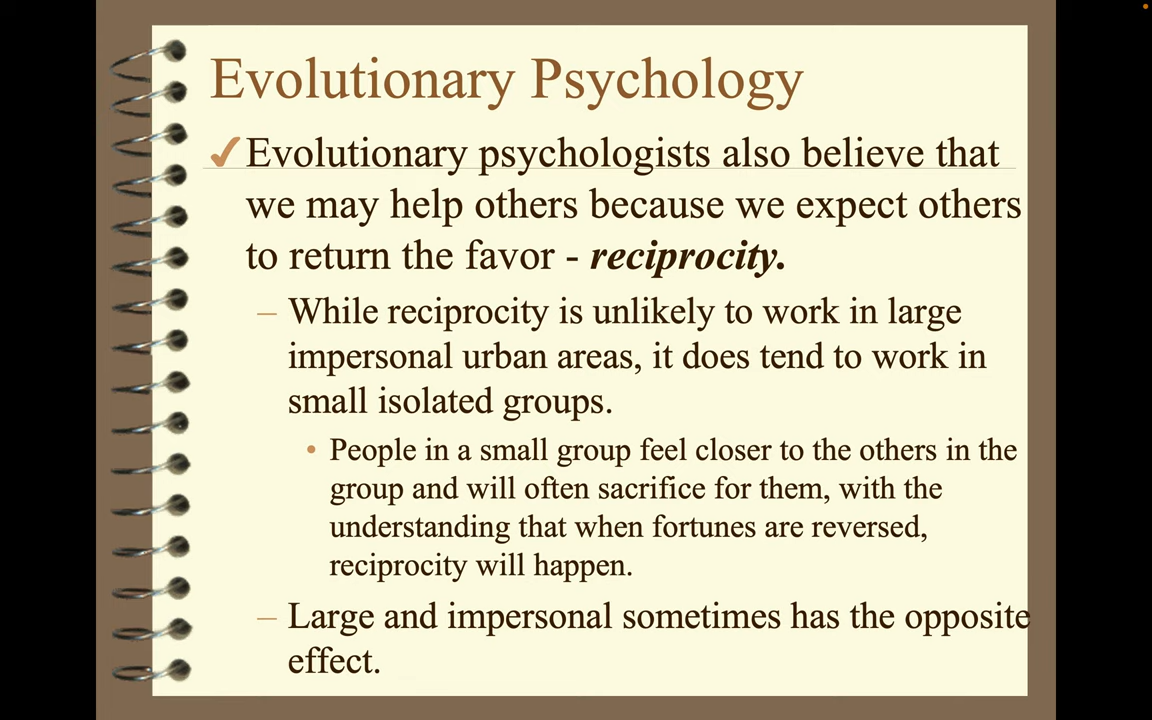 Evolutionary Psychology
✓Evolutionary psychologists also believe that
we may help others because we expect others
to return the favor - reciprocity.
– While reciprocity is unlikely to work in large
impersonal urban areas, it does tend to work in
small isolated groups.
• People in a small group feel closer to the others in the
group and will often sacrifice for them, with the
understanding that when fortunes are reversed,
reciprocity will happen.
– Large and impersonal sometimes has the opposite
effect.